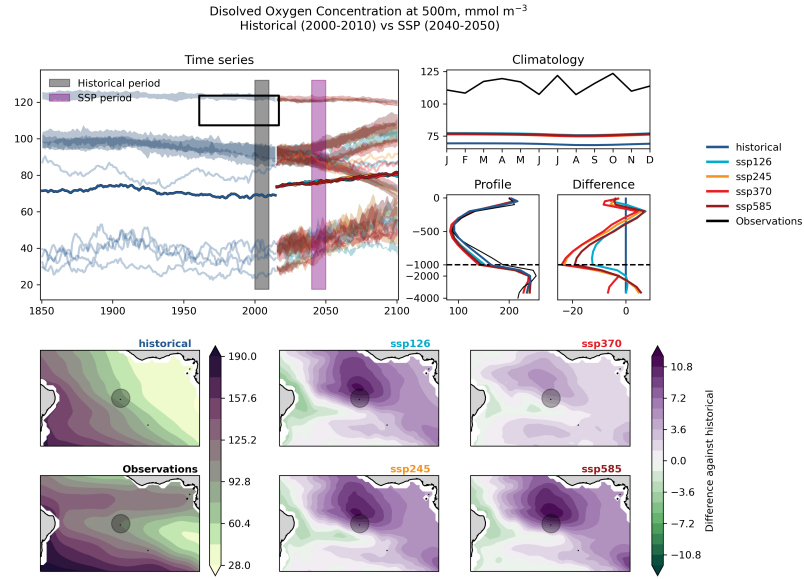 Disolved Oxygen Concentration at 500m, mmol m⁻³
Historical (2000-2010) vs SSP (2040-2050)
Time series
Historical period
SSP period
120
100
80
60
40
20
1850
1900
1950
2000
2050
2100
Climatology
125
100
75
J F M A M J J A S O N D
historical
ssp126
ssp245
ssp370
ssp585
Observations
Profile
0
−500
−1000
−2000
−4000
100
200
Difference
−20
0
historical
190.0
157.6
125.2
92.8
60.4
28.0
Observations
ssp126
ssp370
ssp245
ssp585
10.8
7.2
3.6
0.0
−3.6
−7.2
−10.8
Difference against historical